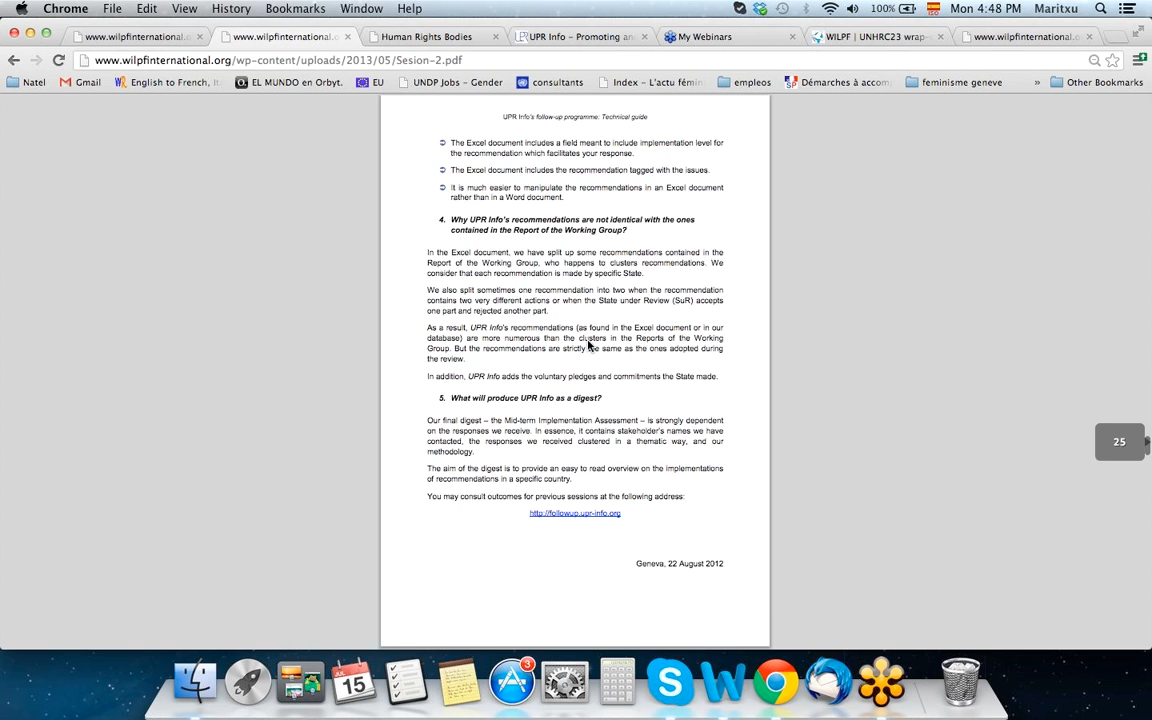 Chrome File Edit View History Bookmarks Window Help 100% Mon 4:48 PM Maritxu
www.wilpfinternational.o × www.wilpfinternational.o × Human Rights Bodies × UPR Info – Promoting an × My Webinars × WILPF | UNHRC23 wrap- × www.wilpfinternational.o ×
www.wilpfinternational.org/wp-content/uploads/2013/05/Sesion-2.pdf
Natel Gmail English to French, It. EL MUNDO en Orbyt. EU UNDP Jobs – Gender consultants Index – L'actu fémin empleos Démarches à accom feminisme geneve » Other Bookmarks
UPR Info's follow-up programme: Technical guide
The Excel document includes a field meant to include implementation level for
the recommendation which facilitates your response.
The Excel document includes the recommendation tagged with the issues.
It is much easier to manipulate the recommendations in an Excel document
rather than in a Word document.
4. Why UPR Info's recommendations are not identical with the ones
contained in the Report of the Working Group?
In the Excel document, we have split up some recommendations contained in the
Report of the Working Group, who happens to clusters recommendations. We
consider that each recommendation is made by specific State.
We also split sometimes one recommendation into two when the recommendation
contains two very different actions or when the State under Review (SuR) accepts
one part and rejected another part.
As a result, UPR Info's recommendations (as found in the Excel document or in our
database) are more numerous than the clusters in the Reports of the Working
Group. But the recommendations are strictly the same as the ones adopted during
the review.
In addition, UPR Info adds the voluntary pledges and commitments the State made.
5. What will produce UPR Info as a digest?
Our final digest – the Mid-term Implementation Assessment – is strongly dependent
on the responses we receive. In essence, it contains stakeholder's names we have
contacted, the responses we received clustered in a thematic way, and our
methodology.
The aim of the digest is to provide an easy to read overview on the implementations
of recommendations in a specific country.
You may consult outcomes for previous sessions at the following address:
http://followup.upr-info.org
Geneva, 22 August 2012
25
JUL
15
3